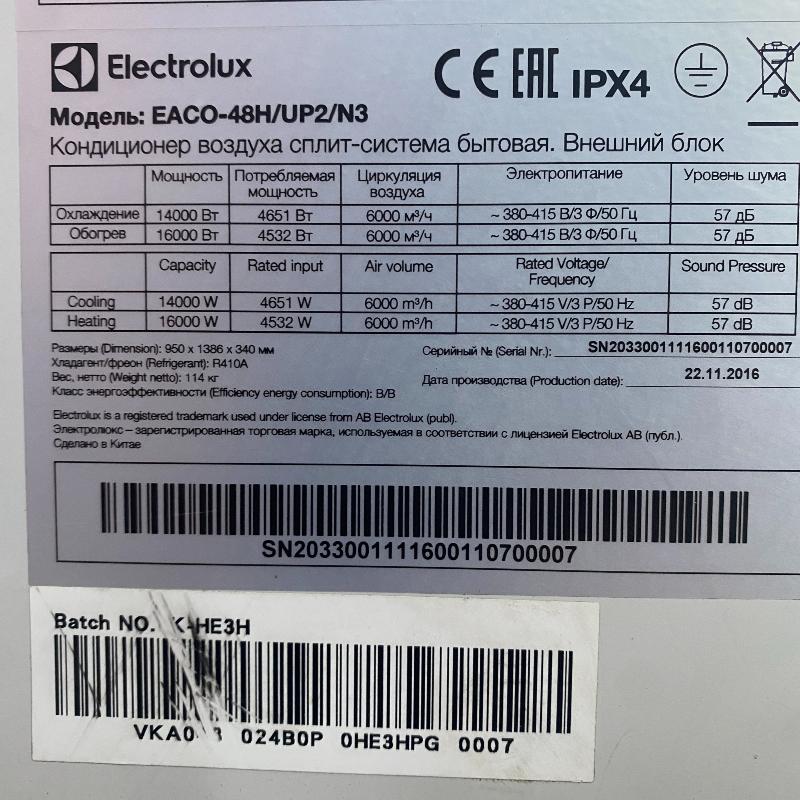 Electrolux
CE EAC IPX4
Модель: EACO-48H/UP2/N3
Кондиционер воздуха сплит-система бытовая. Внешний блок
Мощность Потребляемая мощность Циркуляция воздуха Электропитание Уровень шума
Охлаждение 14000 Вт 4651 Вт 6000 м³/ч ~ 380-415 В/3 Ф/50 Гц 57 дБ
Обогрев 16000 Вт 4532 Вт 6000 м³/ч ~ 380-415 В/3 Ф/50 Гц 57 дБ
Capacity Rated input Air volume Rated Voltage/ Frequency Sound Pressure
Cooling 14000 W 4651 W 6000 m³/h ~ 380-415 V/3 P/50 Hz 57 dB
Heating 16000 W 4532 W 6000 m³/h ~ 380-415 V/3 P/50 Hz 57 dB
Размеры (Dimension): 950 x 1386 x 340 мм
Хладагент/фреон (Refrigerant): R410A
Вес, нетто (Weight netto): 114 кг
Класс энергоэффективности (Efficiency energy consumption): B/B
Серийный № (Serial Nr.): SN2033001111600110700007
Дата производства (Production date): 22.11.2016
Electrolux is a registered trademark used under license from AB Electrolux (publ).
Электролюкс – зарегистрированная торговая марка, используемая в соответствии с лицензией Electrolux AB (публ.).
Сделано в Китае
SN2033001111600110700007
Batch NO. K-HE3H
024B0P 0HE3HPG 0007